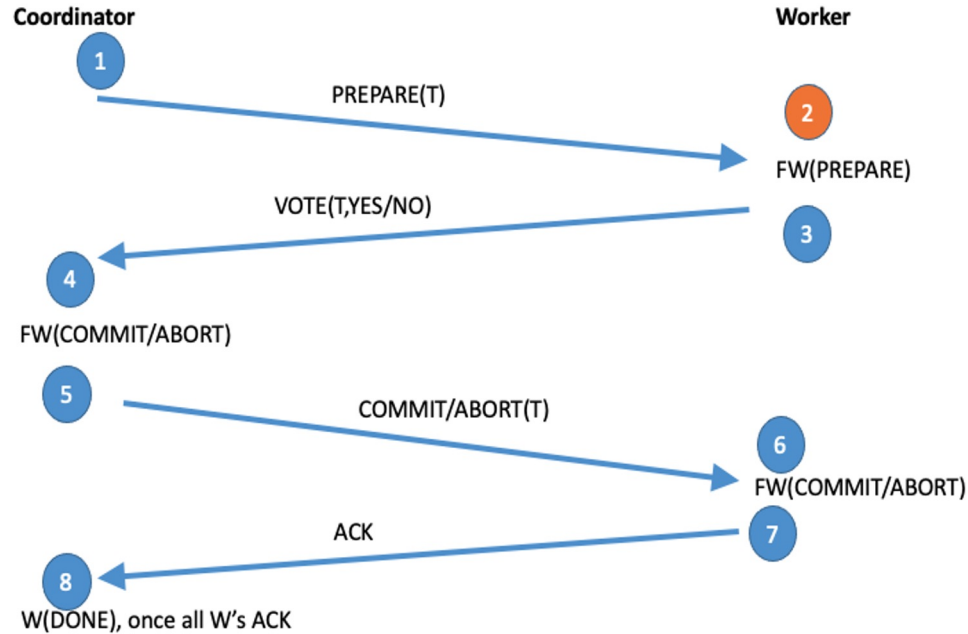 Coordinator
Worker
1
PREPARE(T)
2
FW(PREPARE)
VOTE(T,YES/NO)
3
4
FW(COMMIT/ABORT)
5
COMMIT/ABORT(T)
6
FW(COMMIT/ABORT)
ACK
7
8
W(DONE), once all W's ACK